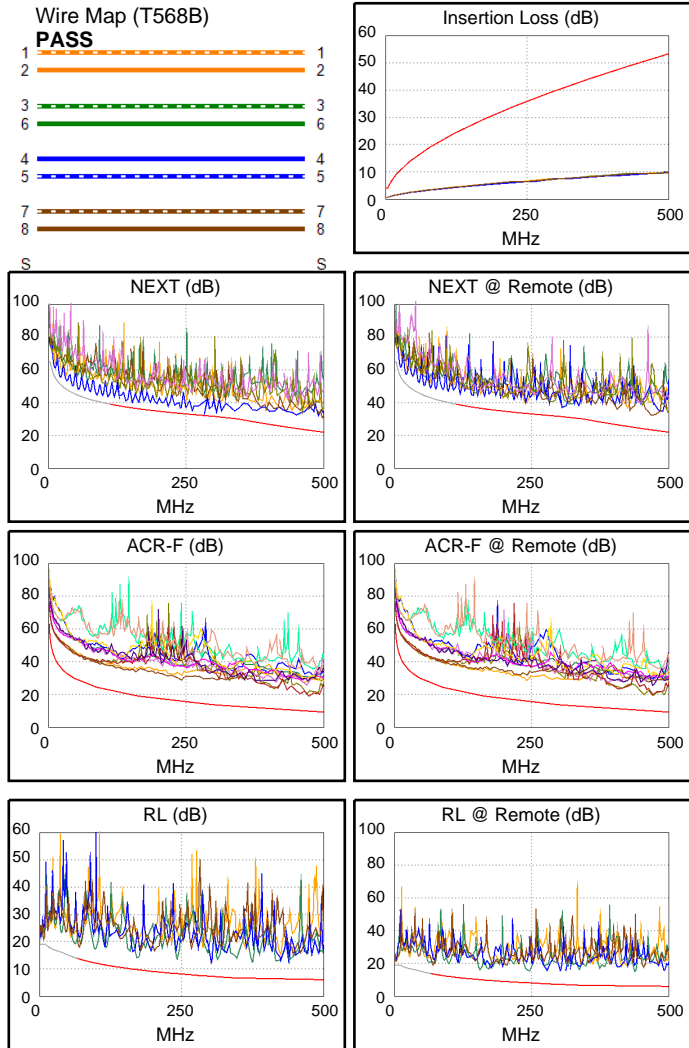 Wire Map (T568B)
PASS
1 1
2 2
3 3
6 6
4 4
5 5
7 7
8 8
S S
Insertion Loss (dB)
60
50
40
30
20
10
0
0 250 500
MHz
NEXT (dB)
100
80
60
40
20
0
0 250 500
MHz
NEXT @ Remote (dB)
100
80
60
40
20
0
0 250 500
MHz
ACR-F (dB)
100
80
60
40
20
0
0 250 500
MHz
ACR-F @ Remote (dB)
100
80
60
40
20
0
0 250 500
MHz
RL (dB)
60
50
40
30
20
10
0
0 250 500
MHz
RL @ Remote (dB)
100
80
60
40
20
0
0 250 500
MHz